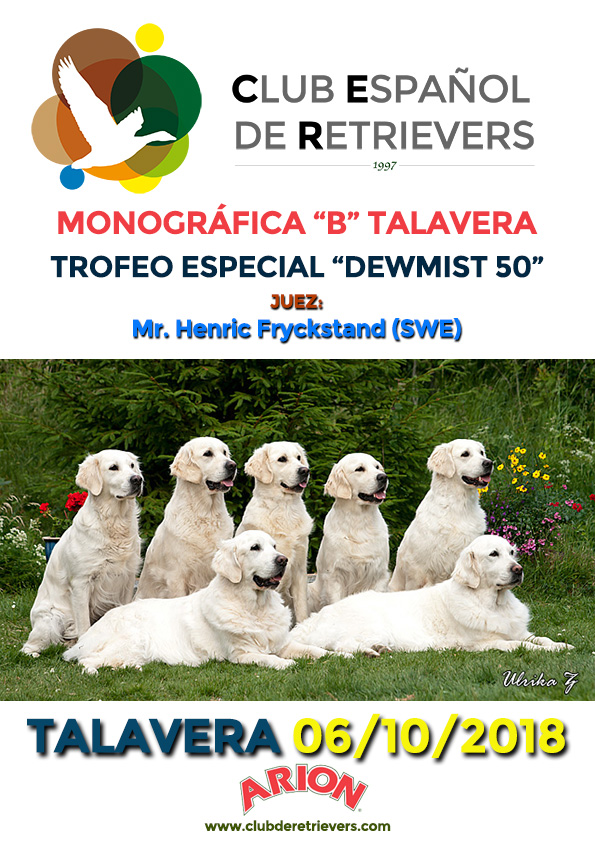 CLUB ESPAÑOL
DE RETRIEVERS
1997
MONOGRÁFICA “B” TALAVERA
TROFEO ESPECIAL “DEWMIST 50”
JUEZ:
Mr. Henric Fryckstand (SWE)
Ulrika Z
TALAVERA 06/10/2018
ARION
www.clubderetrievers.com